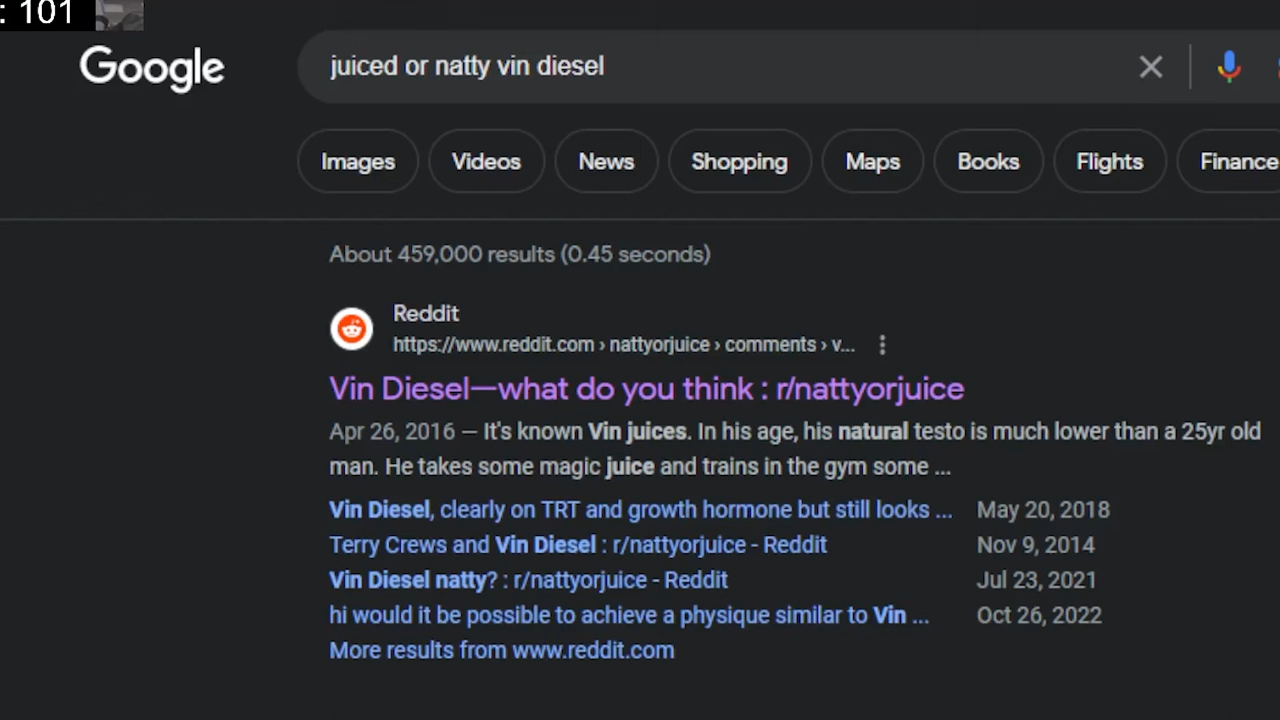 : 101
Google
juiced or natty vin diesel
Images Videos News Shopping Maps Books Flights Finance
About 459,000 results (0.45 seconds)
Reddit
https://www.reddit.com › nattyorjuice › comments › v...
Vin Diesel—what do you think : r/nattyorjuice
Apr 26, 2016 — It's known Vin juices. In his age, his natural testo is much lower than a 25yr old
man. He takes some magic juice and trains in the gym some ...
Vin Diesel, clearly on TRT and growth hormone but still looks ... May 20, 2018
Terry Crews and Vin Diesel : r/nattyorjuice - Reddit Nov 9, 2014
Vin Diesel natty? : r/nattyorjuice - Reddit Jul 23, 2021
hi would it be possible to achieve a physique similar to Vin ... Oct 26, 2022
More results from www.reddit.com